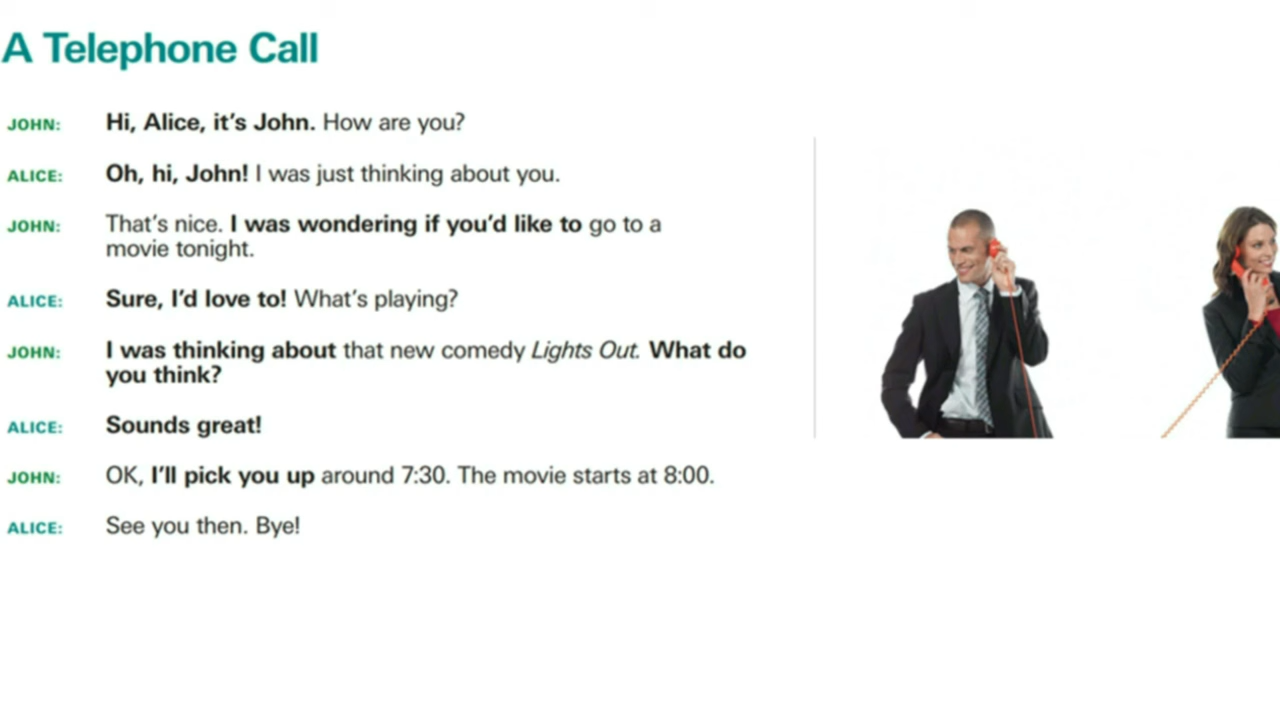 A Telephone Call
JOHN: Hi, Alice, it's John. How are you?
ALICE: Oh, hi, John! I was just thinking about you.
JOHN: That's nice. I was wondering if you'd like to go to a
movie tonight.
ALICE: Sure, I'd love to! What's playing?
JOHN: I was thinking about that new comedy Lights Out. What do
you think?
ALICE: Sounds great!
JOHN: OK, I'll pick you up around 7:30. The movie starts at 8:00.
ALICE: See you then. Bye!